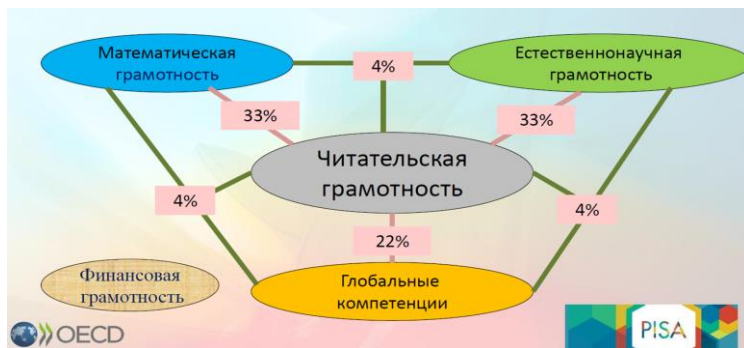 Математическая
грамотность
Естественнонаучная
грамотность
4%
33%
33%
Читательская
грамотность
4%
4%
22%
Финансовая
грамотность
Глобальные
компетенции
OECD
PISA